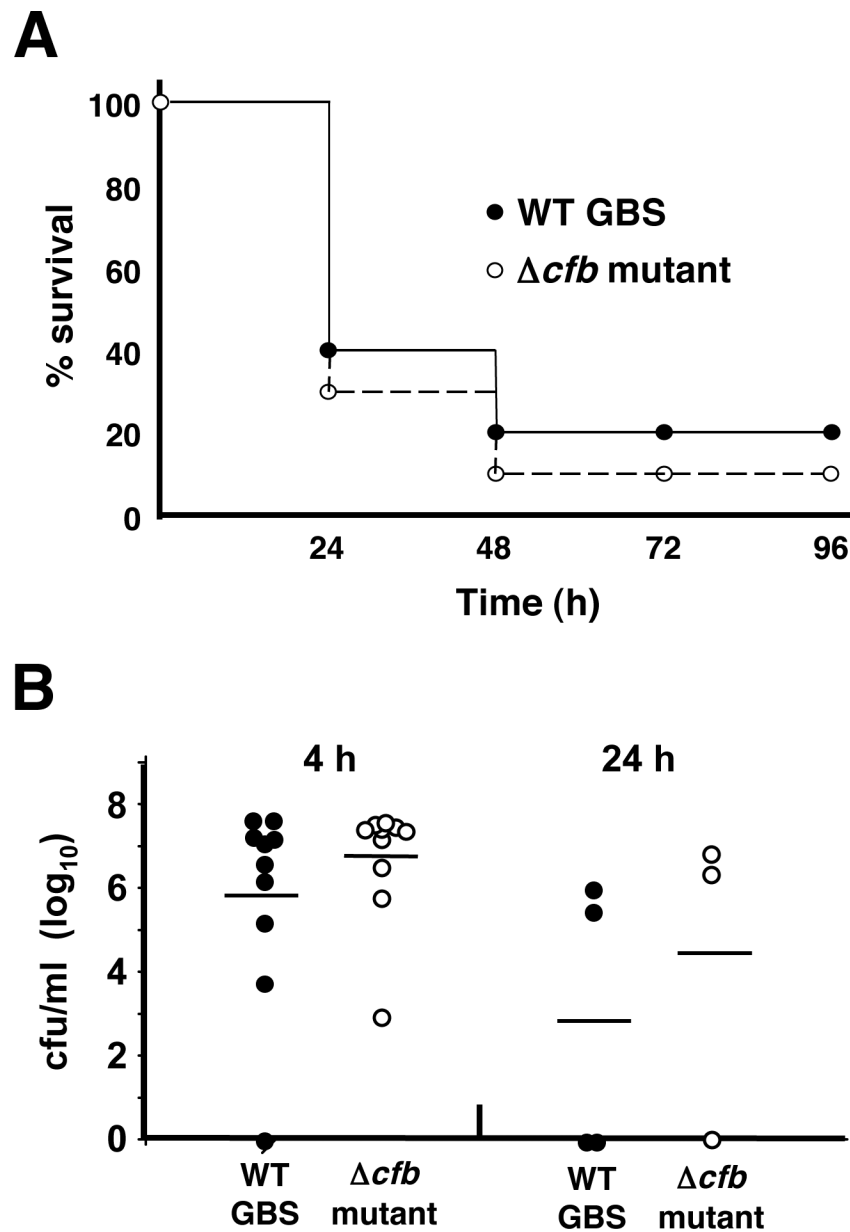 A
% survival
100
80
60
40
20
0
WT GBS
Δcfb mutant
24 48 72 96
Time (h)
B
4 h 24 h
cfu/ml (log10)
8
6
4
2
0
WT Δcfb WT Δcfb
GBS mutant GBS mutant